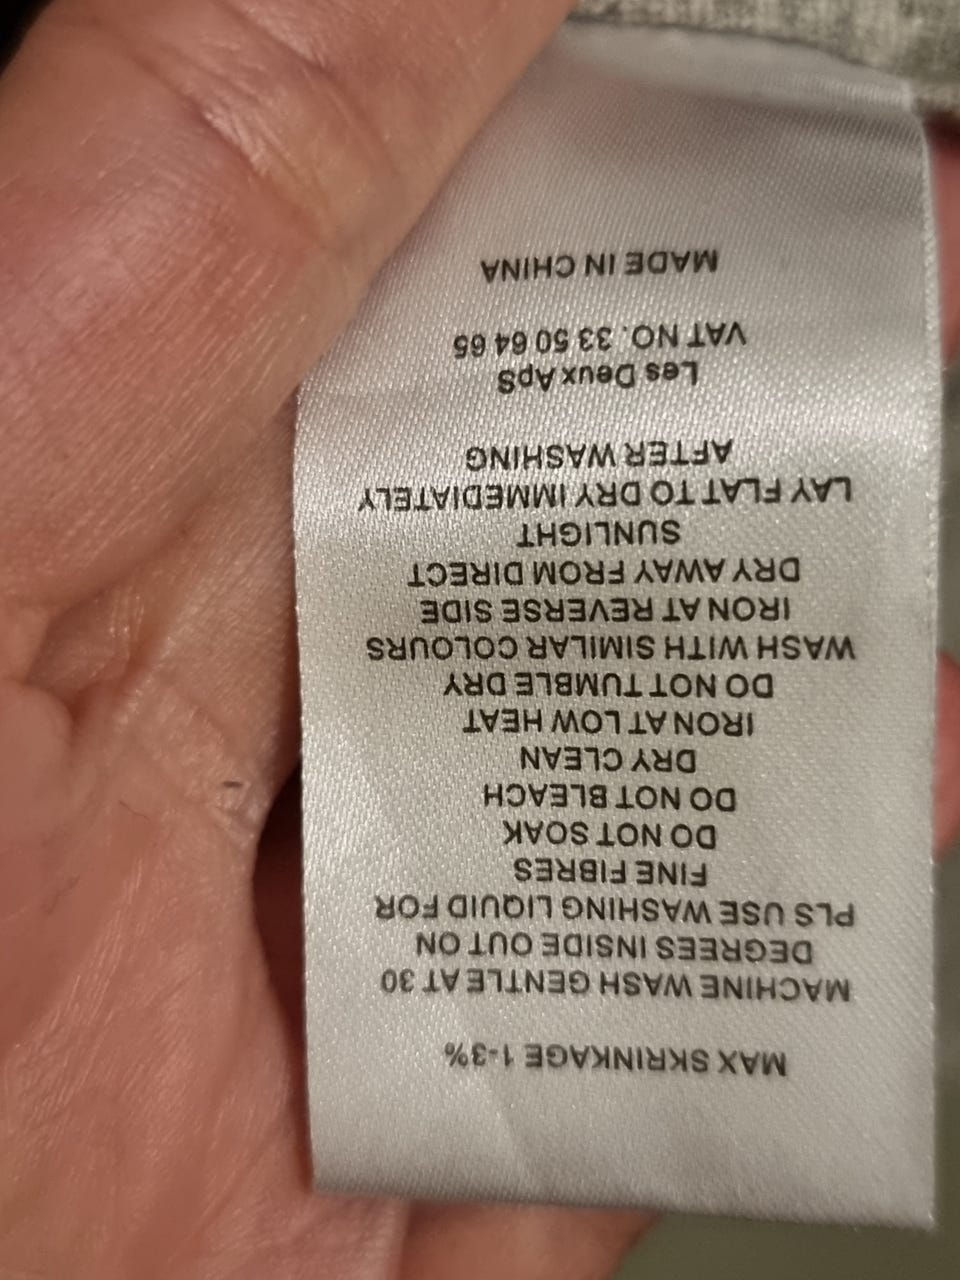 MAX SKRINKAGE 1-3%
MACHINE WASH GENTLE AT 30
DEGREES INSIDE OUT ON
PLS USE WASHING LIQUID FOR
FINE FIBRES
DO NOT SOAK
DO NOT BLEACH
DRY CLEAN
IRON AT LOW HEAT
DO NOT TUMBLE DRY
WASH WITH SIMILAR COLOURS
IRON AT REVERSE SIDE
DRY AWAY FROM DIRECT
SUNLIGHT
LAY FLAT TO DRY IMMEDIATELY
AFTER WASHING
Les Deux ApS
VAT NO. 33 50 64 65
MADE IN CHINA